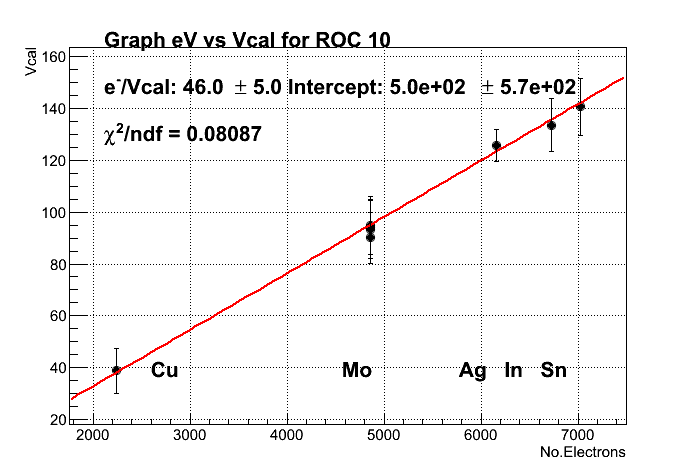 Graph eV vs Vcal for ROC 10
Vcal
e⁻/Vcal: 46.0 ± 5.0 Intercept: 5.0e+02 ± 5.7e+02
χ²/ndf = 0.08087
160
140
120
100
80
60
40
20
Cu Mo Ag In Sn
2000 3000 4000 5000 6000 7000
No.Electrons